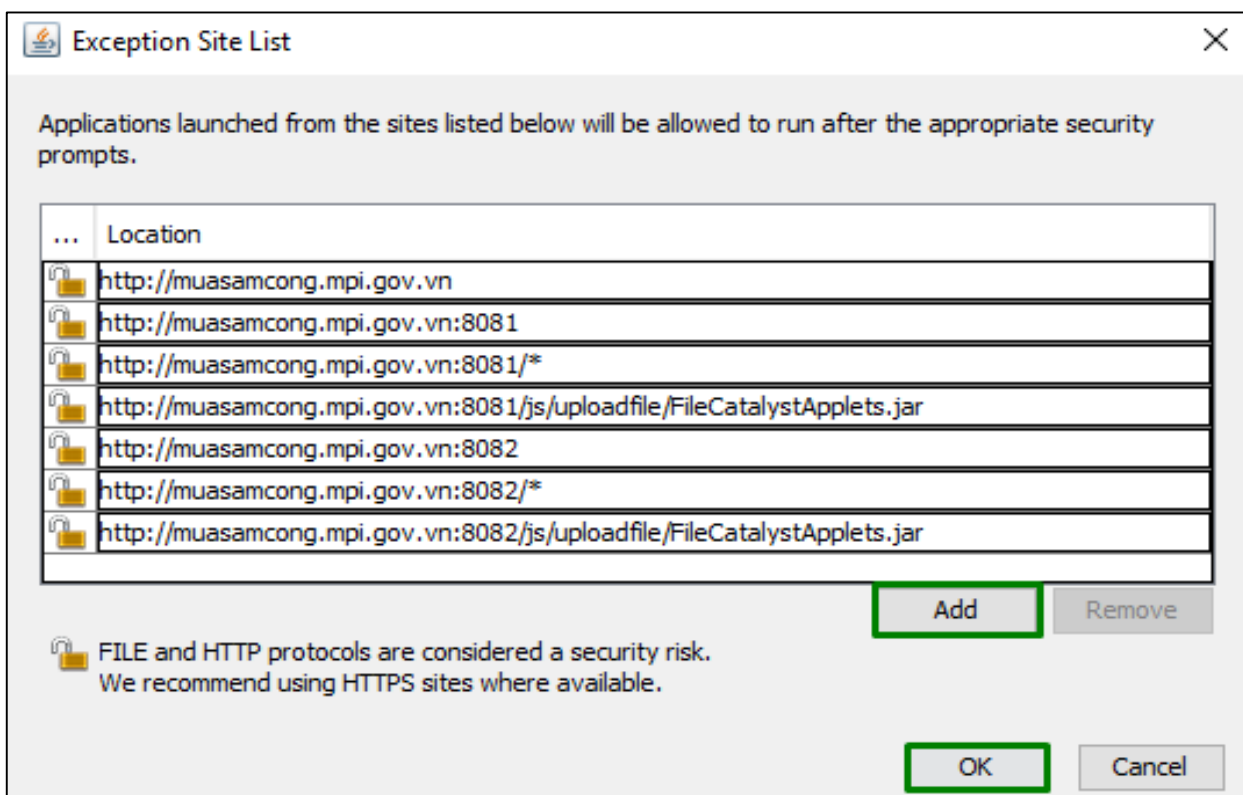 Exception Site List
Applications launched from the sites listed below will be allowed to run after the appropriate security
prompts.
... Location
http://muasamcong.mpi.gov.vn
http://muasamcong.mpi.gov.vn:8081
http://muasamcong.mpi.gov.vn:8081/*
http://muasamcong.mpi.gov.vn:8081/js/uploadfile/FileCatalystApplets.jar
http://muasamcong.mpi.gov.vn:8082
http://muasamcong.mpi.gov.vn:8082/*
http://muasamcong.mpi.gov.vn:8082/js/uploadfile/FileCatalystApplets.jar
Add Remove
FILE and HTTP protocols are considered a security risk.
We recommend using HTTPS sites where available.
OK Cancel